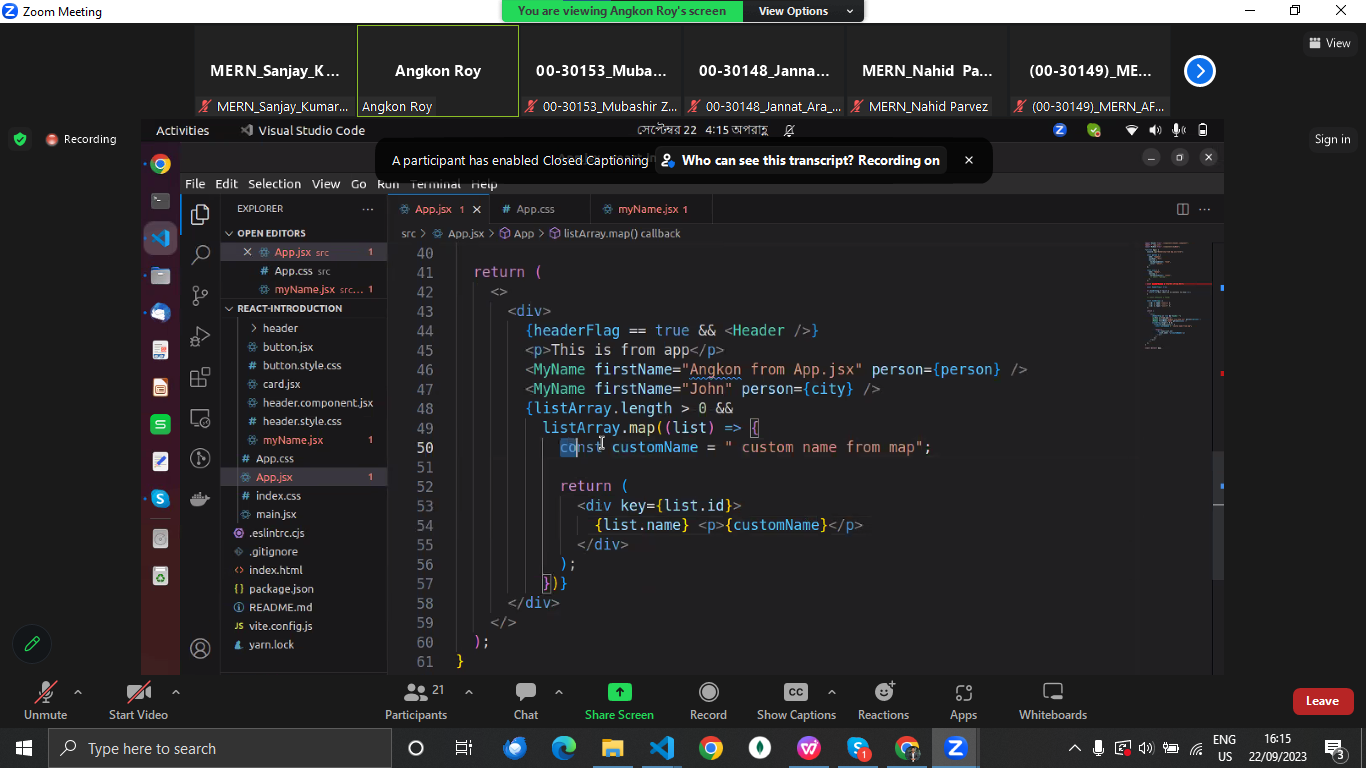 Zoom Meeting
You are viewing Angkon Roy's screen
View Options
View
MERN_Sanjay_K ...
Angkon Roy
00-30153_Muba...
00-30148_Janna...
MERN_Nahid Pa...
(00-30149)_ME...
MERN_Sanjay_Kumar...
Angkon Roy
00-30153_Mubashir Z...
00-30148_Jannat_Ara_...
MERN_Nahid Parvez
(00-30149)_MERN_AF...
Recording
Sign in
Activities
Visual Studio Code
সেপ্টেম্বর 22 4:15 অপরাহ্ণ
A participant has enabled Closed Captioning
Who can see this transcript? Recording on
File Edit Selection View Go Run Terminal Help
EXPLORER
OPEN EDITORS
App.jsx src 1
# App.css src
myName.jsx src... 1
REACT-INTRODUCTION
header
button.jsx
# button.style.css
card.jsx
header.component.jsx
# header.style.css
myName.jsx 1
# App.css
App.jsx 1
# index.css
main.jsx
.eslintrc.cjs
.gitignore
<> index.html
{} package.json
README.md
JS vite.config.js
yarn.lock
App.jsx 1
# App.css
myName.jsx 1
src > App.jsx > App > listArray.map() callback
40
41 return (
42 <>
43 <div>
44 {headerFlag == true && <Header />}
45 <p>This is from app</p>
46 <MyName firstName="Angkon from App.jsx" person={person} />
47 <MyName firstName="John" person={city} />
48 {listArray.length > 0 &&
49 listArray.map((list) => {
50 const customName = " custom name from map";
51
52 return (
53 <div key={list.id}>
54 {list.name} <p>{customName}</p>
55 </div>
56 );
57 })}
58 </div>
59 </>
60 );
61 }
Unmute
Start Video
Participants
21
Chat
Share Screen
Record
CC
Show Captions
Reactions
Apps
Whiteboards
Leave
Type here to search
1
ENG
US
16:15
22/09/2023
3